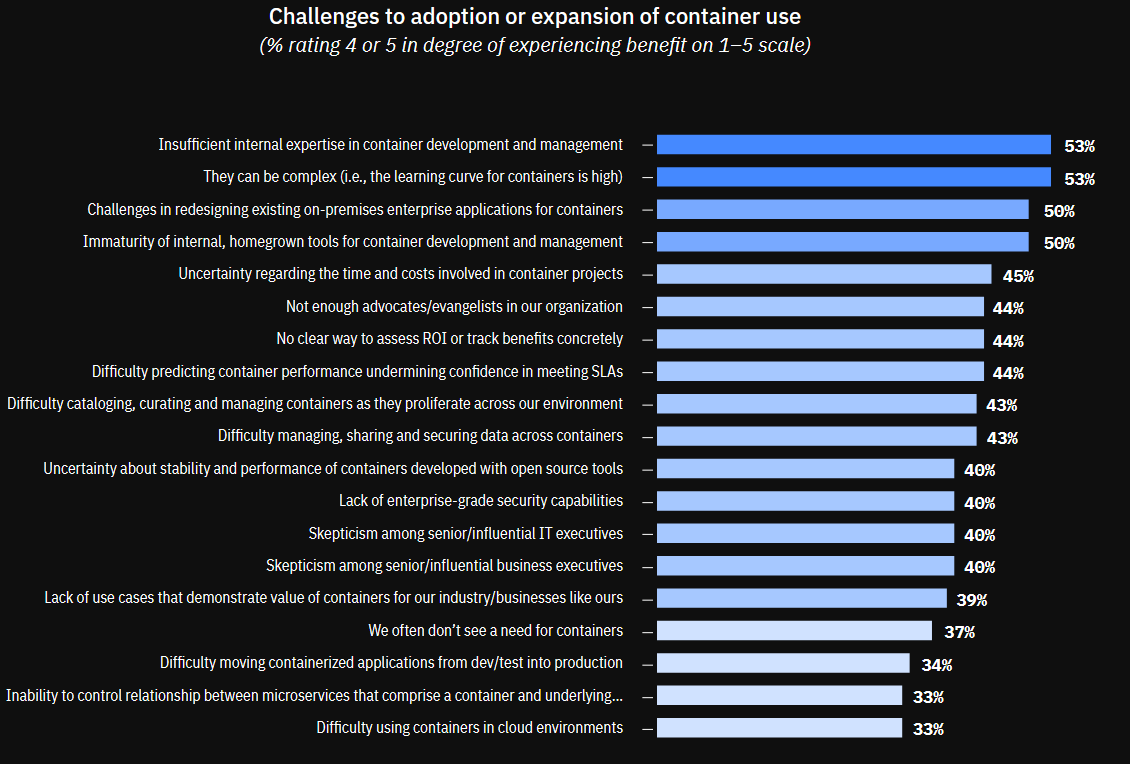 Challenges to adoption or expansion of container use
(% rating 4 or 5 in degree of experiencing benefit on 1–5 scale)
Insufficient internal expertise in container development and management 53%
They can be complex (i.e., the learning curve for containers is high) 53%
Challenges in redesigning existing on-premises enterprise applications for containers 50%
Immaturity of internal, homegrown tools for container development and management 50%
Uncertainty regarding the time and costs involved in container projects 45%
Not enough advocates/evangelists in our organization 44%
No clear way to assess ROI or track benefits concretely 44%
Difficulty predicting container performance undermining confidence in meeting SLAs 44%
Difficulty cataloging, curating and managing containers as they proliferate across our environment 43%
Difficulty managing, sharing and securing data across containers 43%
Uncertainty about stability and performance of containers developed with open source tools 40%
Lack of enterprise-grade security capabilities 40%
Skepticism among senior/influential IT executives 40%
Skepticism among senior/influential business executives 40%
Lack of use cases that demonstrate value of containers for our industry/businesses like ours 39%
We often don’t see a need for containers 37%
Difficulty moving containerized applications from dev/test into production 34%
Inability to control relationship between microservices that comprise a container and underlying... 33%
Difficulty using containers in cloud environments 33%